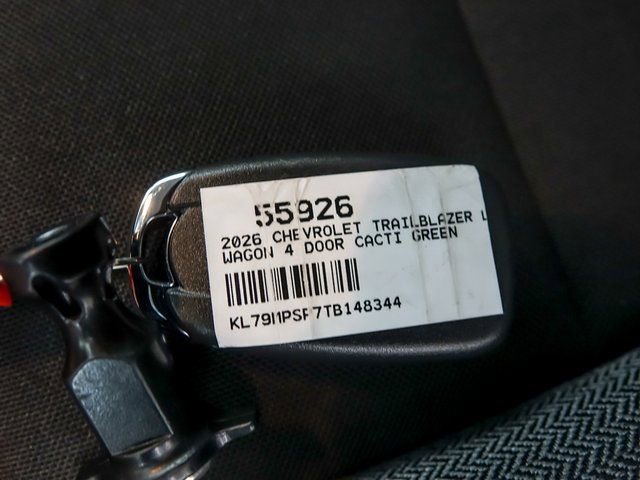 55926
2026 CHEVROLET TRAILBLAZER L
WAGON 4 DOOR CACTI GREEN
KL79MPSP7TB148344